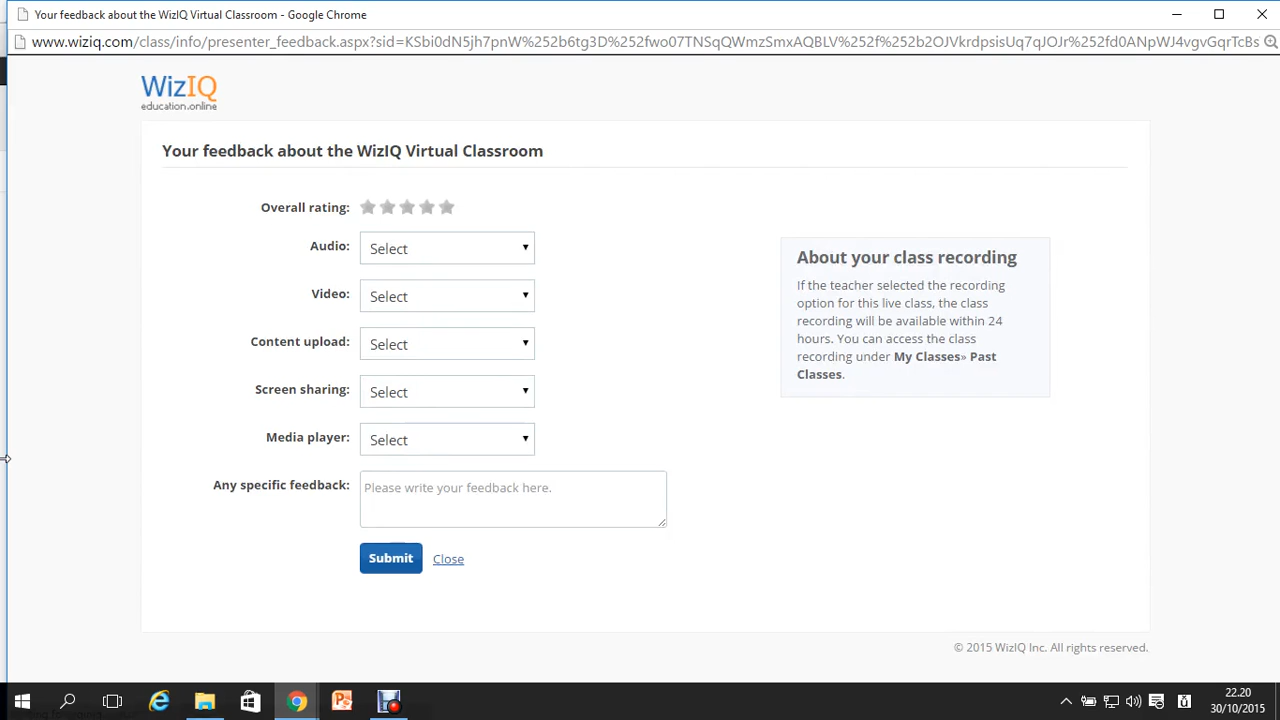 Your feedback about the WizIQ Virtual Classroom - Google Chrome
www.wiziq.com/class/info/presenter_feedback.aspx?sid=KSbi0dN5jh7pnW%252b6tg3D%252fwo07TNSqQWmzSmxAQBLV%252f%252b2OJVkrdpsisUq7qJOJr%252fd0ANpWJ4vgvGqrTcBs
WizIQ
education.online
Your feedback about the WizIQ Virtual Classroom
Overall rating:
Audio: Select
Video: Select
Content upload: Select
Screen sharing: Select
Media player: Select
Any specific feedback: Please write your feedback here.
Submit Close
About your class recording
If the teacher selected the recording
option for this live class, the class
recording will be available within 24
hours. You can access the class
recording under My Classes» Past
Classes.
© 2015 WizIQ Inc. All rights reserved.
22.20
30/10/2015